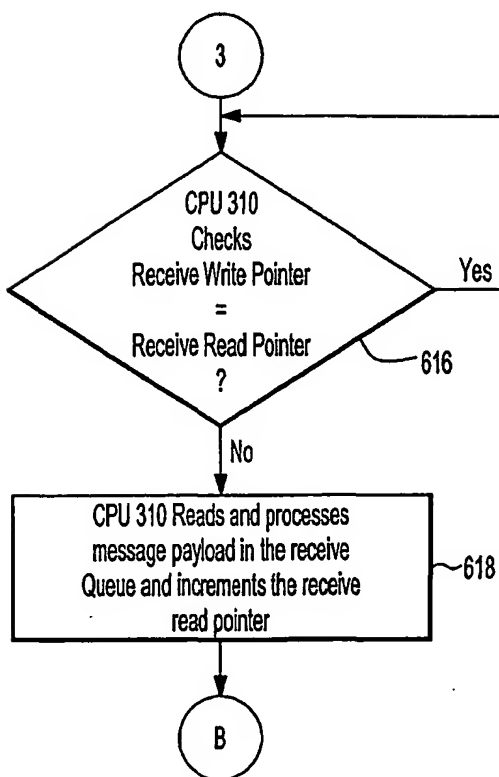 3
CPU 310
Checks
Receive Write Pointer
=
Receive Read Pointer
?
Yes
616
No
CPU 310 Reads and processes
message payload in the receive
Queue and increments the receive
read pointer
618
B